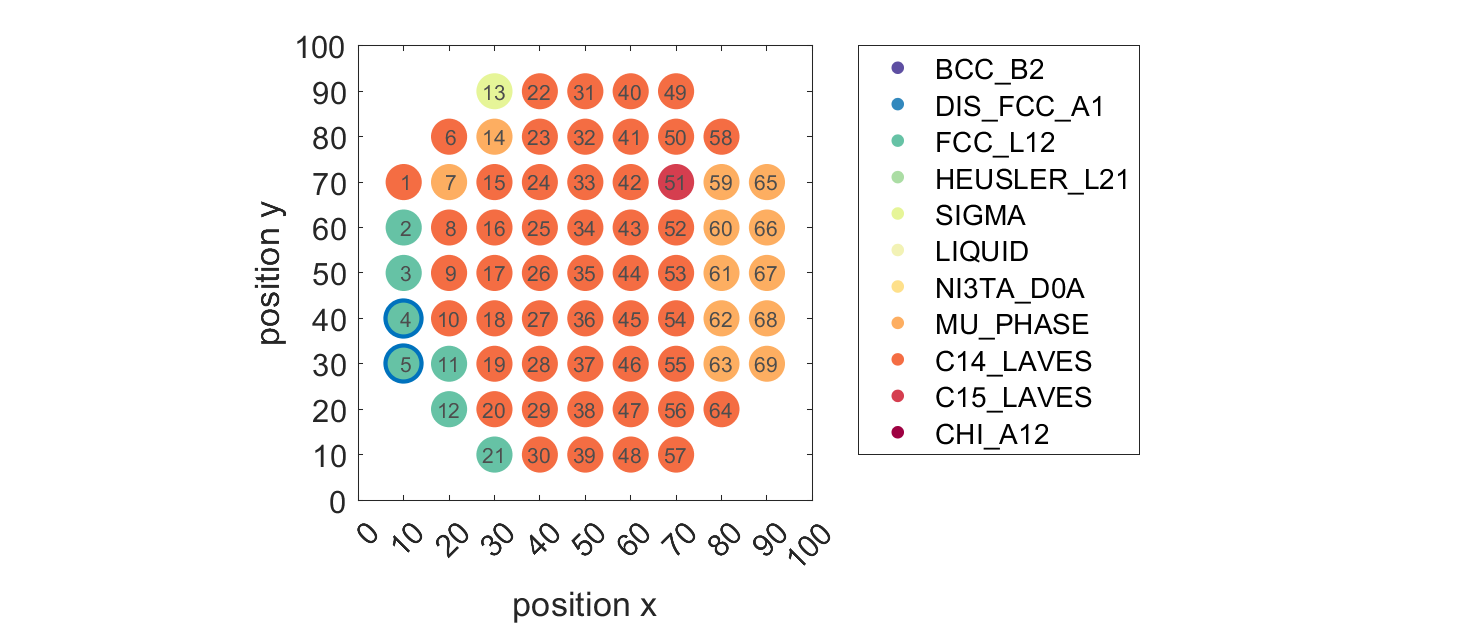 100
90
80
70
60
50
40
30
20
10
0
position y
13 22 31 40 49
6 14 23 32 41 50 58
1 7 15 24 33 42 51 59 65
2 8 16 25 34 43 52 60 66
3 9 17 26 35 44 53 61 67
4 10 18 27 36 45 54 62 68
5 11 19 28 37 46 55 63 69
12 20 29 38 47 56 64
21 30 39 48 57
0 10 20 30 40 50 60 70 80 90 100
position x
BCC_B2
DIS_FCC_A1
FCC_L12
HEUSLER_L21
SIGMA
LIQUID
NI3TA_D0A
MU_PHASE
C14_LAVES
C15_LAVES
CHI_A12